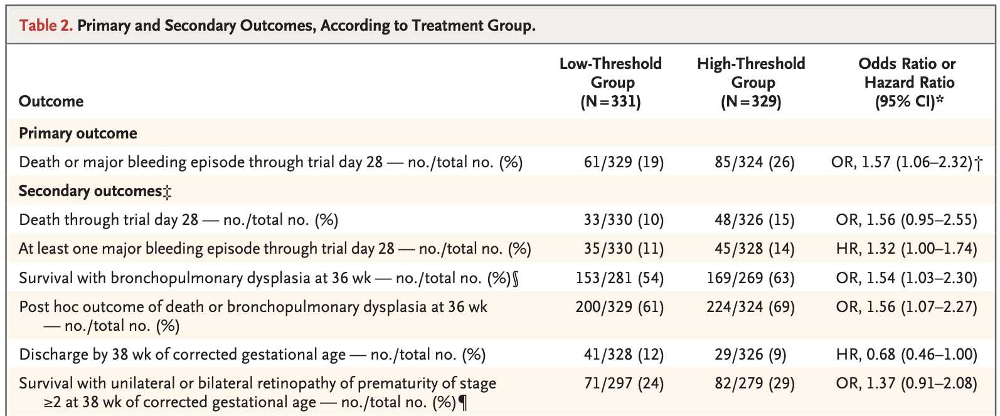 Table 2. Primary and Secondary Outcomes, According to Treatment Group.
Outcome Low-Threshold Group (N=331) High-Threshold Group (N=329) Odds Ratio or Hazard Ratio (95% CI)*
Primary outcome
Death or major bleeding episode through trial day 28 — no./total no. (%) 61/329 (19) 85/324 (26) OR, 1.57 (1.06–2.32)†
Secondary outcomes‡
Death through trial day 28 — no./total no. (%) 33/330 (10) 48/326 (15) OR, 1.56 (0.95–2.55)
At least one major bleeding episode through trial day 28 — no./total no. (%) 35/330 (11) 45/328 (14) HR, 1.32 (1.00–1.74)
Survival with bronchopulmonary dysplasia at 36 wk — no./total no. (%)§ 153/281 (54) 169/269 (63) OR, 1.54 (1.03–2.30)
Post hoc outcome of death or bronchopulmonary dysplasia at 36 wk 200/329 (61) 224/324 (69) OR, 1.56 (1.07–2.27)
— no./total no. (%)
Discharge by 38 wk of corrected gestational age — no./total no. (%) 41/328 (12) 29/326 (9) HR, 0.68 (0.46–1.00)
Survival with unilateral or bilateral retinopathy of prematurity of stage 71/297 (24) 82/279 (29) OR, 1.37 (0.91–2.08)
≥2 at 38 wk of corrected gestational age — no./total no. (%)¶